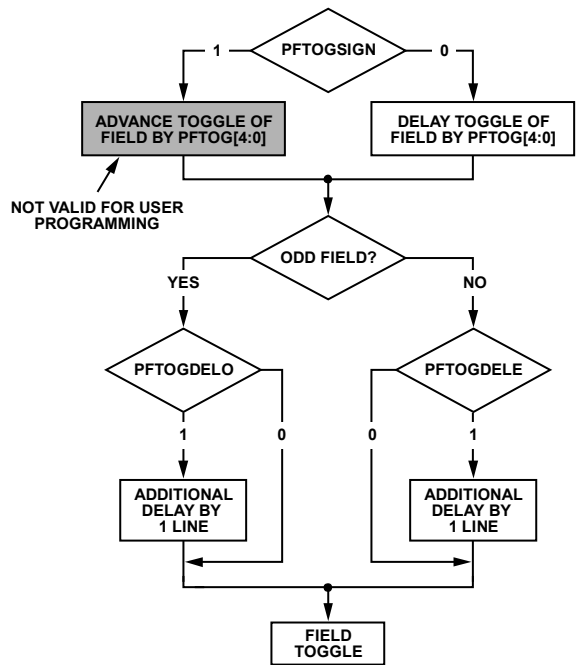 PFTOGSIGN
1
0
ADVANCE TOGGLE OF
FIELD BY PFTOG[4:0]
DELAY TOGGLE OF
FIELD BY PFTOG[4:0]
NOT VALID FOR USER
PROGRAMMING
ODD FIELD?
YES
NO
PFTOGDELO
PFTOGDELE
1
0
0
1
ADDITIONAL
DELAY BY
1 LINE
ADDITIONAL
DELAY BY
1 LINE
FIELD
TOGGLE